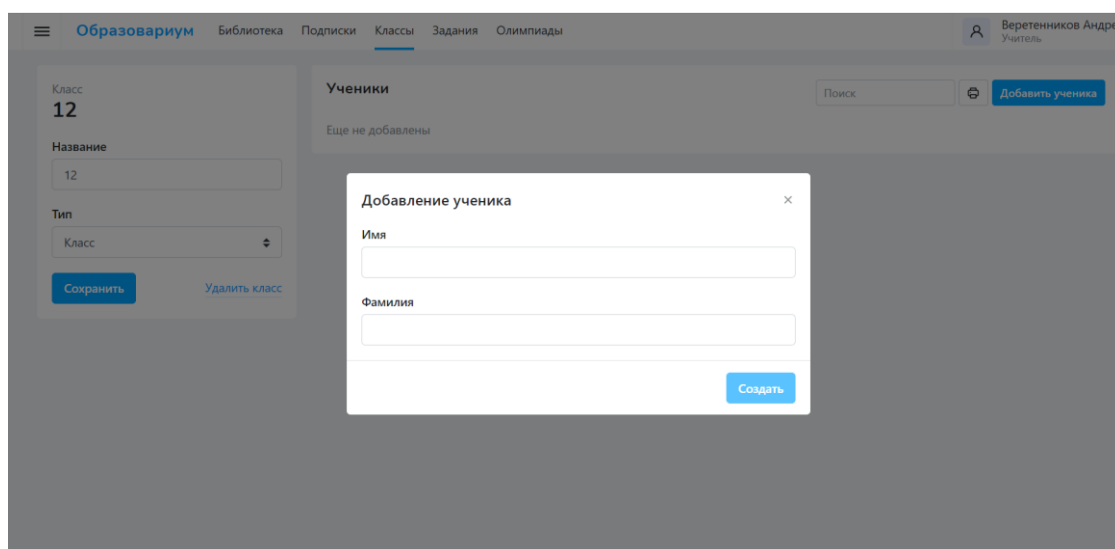 Образовариум Библиотека Подписки Классы Задания Олимпиады
Веретенников Андре
Учитель
Класс
12
Название
12
Тип
Класс
Сохранить Удалить класс
Ученики
Поиск
Добавить ученика
Еще не добавлены
Добавление ученика
Имя
Фамилия
Создать